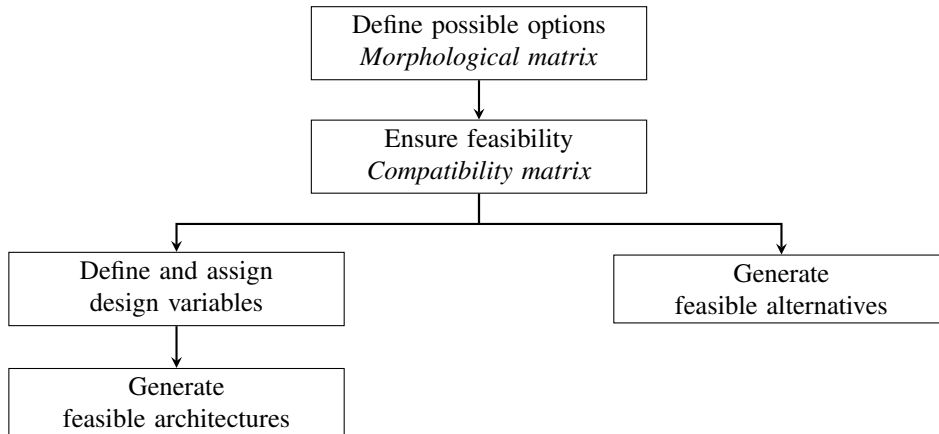 Define possible options
Morphological matrix
Ensure feasibility
Compatibility matrix
Define and assign
design variables
Generate
feasible alternatives
Generate
feasible architectures